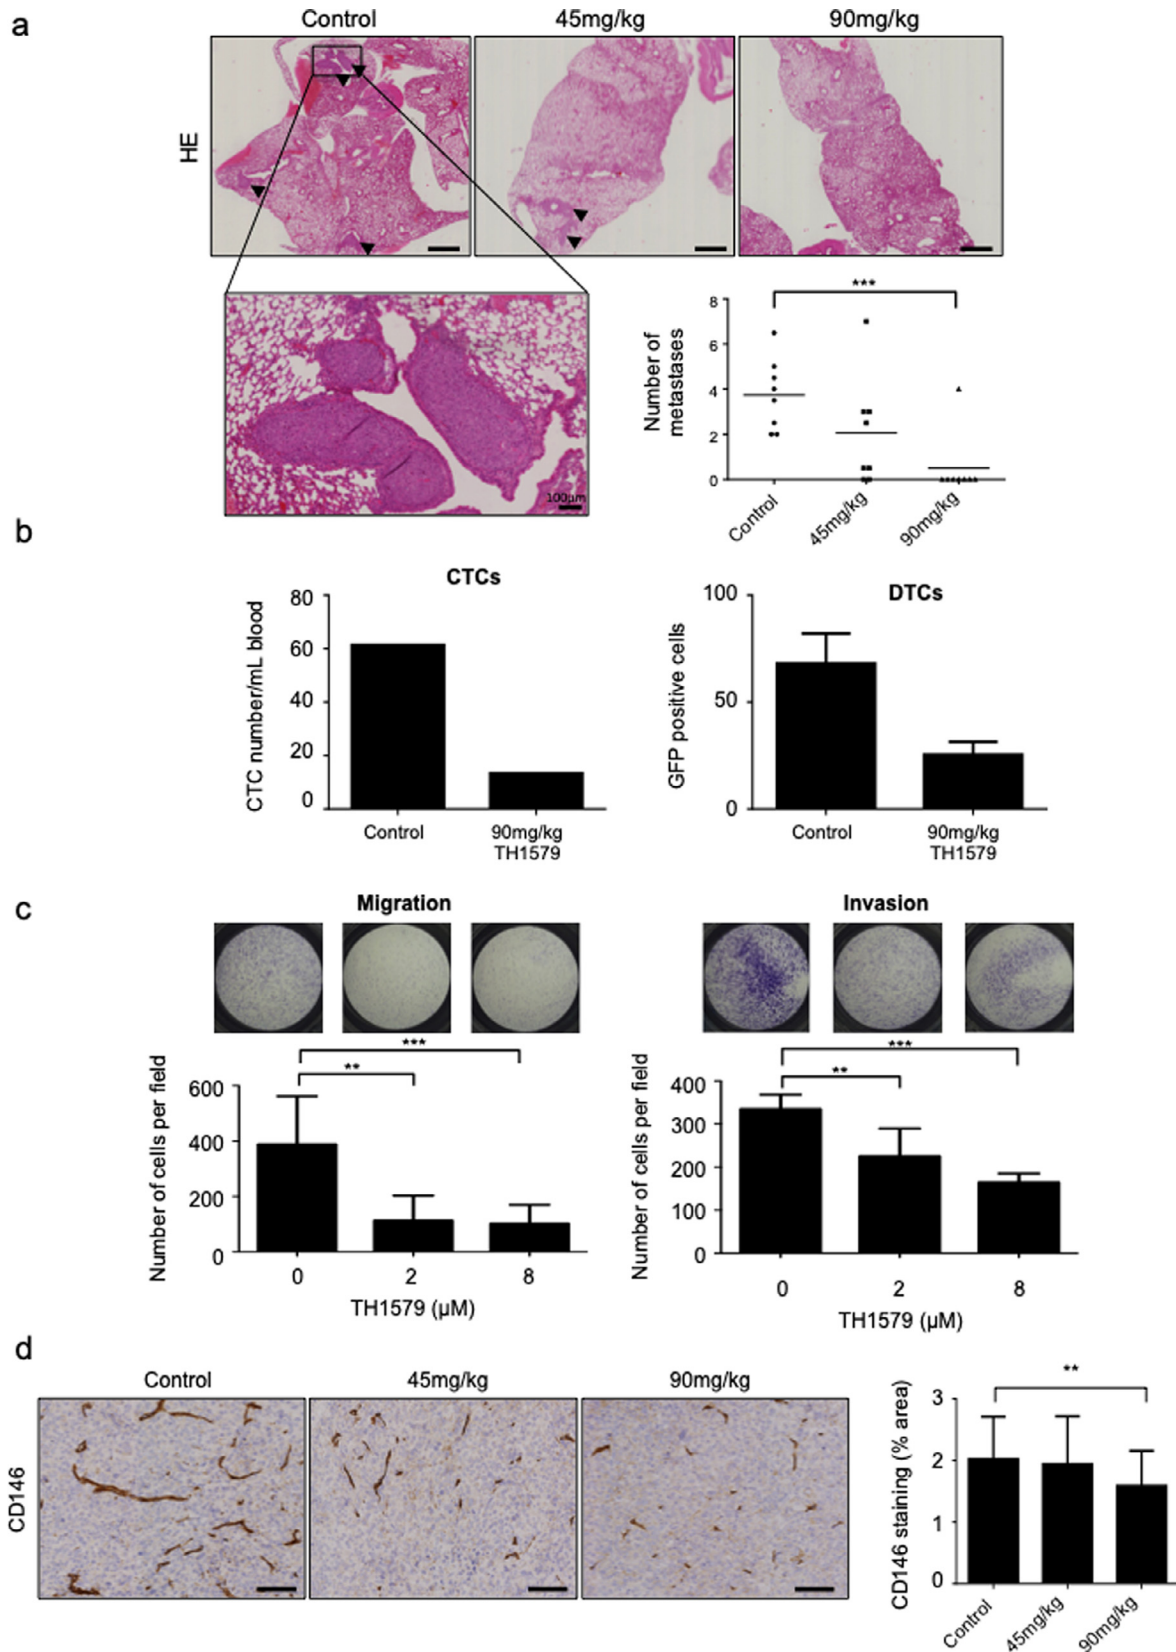 a
Control
45mg/kg
90mg/kg
HE
100µm
Number of
metastases
8
6
4
2
0
***
Control
45mg/kg
90mg/kg
b
CTCs
CTC number/mL blood
80
60
40
20
0
Control
90mg/kg
TH1579
DTCs
GFP positive cells
100
50
0
Control
90mg/kg
TH1579
c
Migration
Number of cells per field
600
400
200
0
***
**
0
2
8
TH1579 (µM)
Invasion
Number of cells per field
400
300
200
100
0
***
**
0
2
8
TH1579 (µM)
d
Control
45mg/kg
90mg/kg
CD146
CD146 staining (% area)
3
2
1
0
**
Control
45mg/kg
90mg/kg